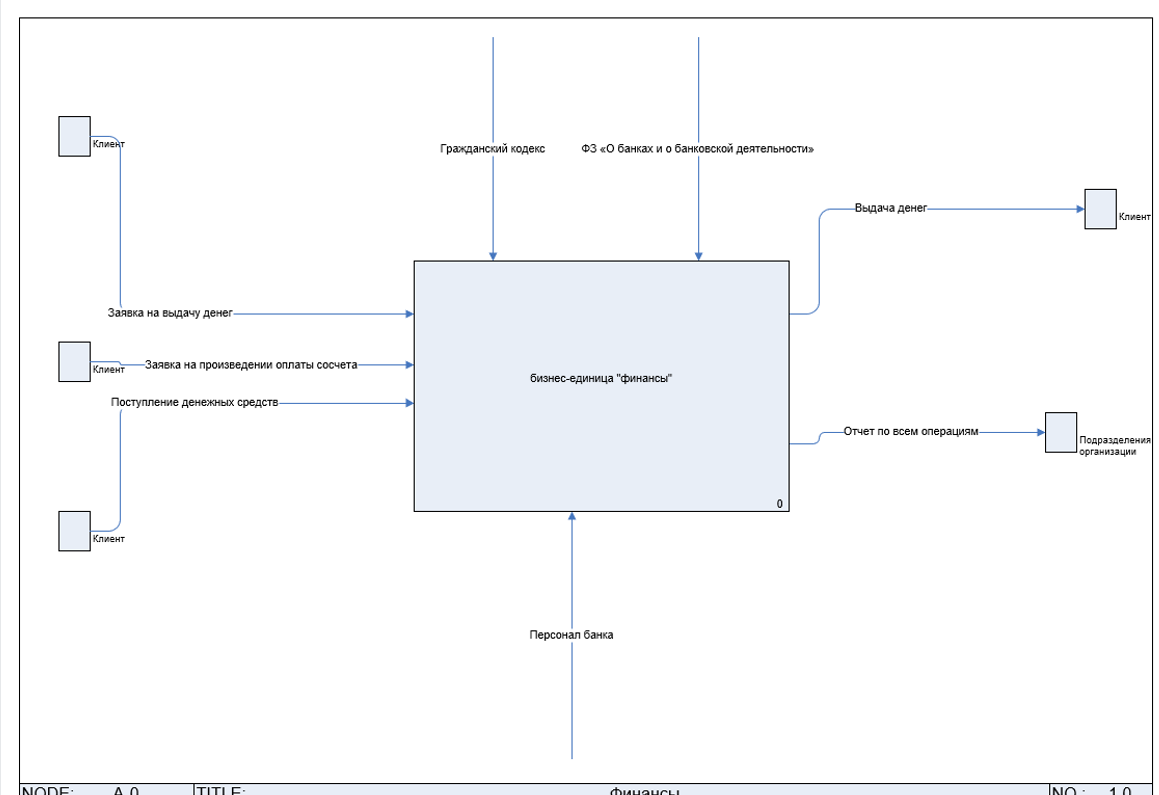 Гражданский кодекс
ФЗ «О банках и о банковской деятельности»
Клиент
Выдача денег
Клиент
Заявка на выдачу денег
Клиент
Заявка на произведении оплаты сосчета
бизнес-единица "финансы"
Поступление денежных средств
Отчет по всем операциям
Подразделения
организации
0
Клиент
Персонал банка
NODE: A 0 TITLE: Финансы NO.: 1.0